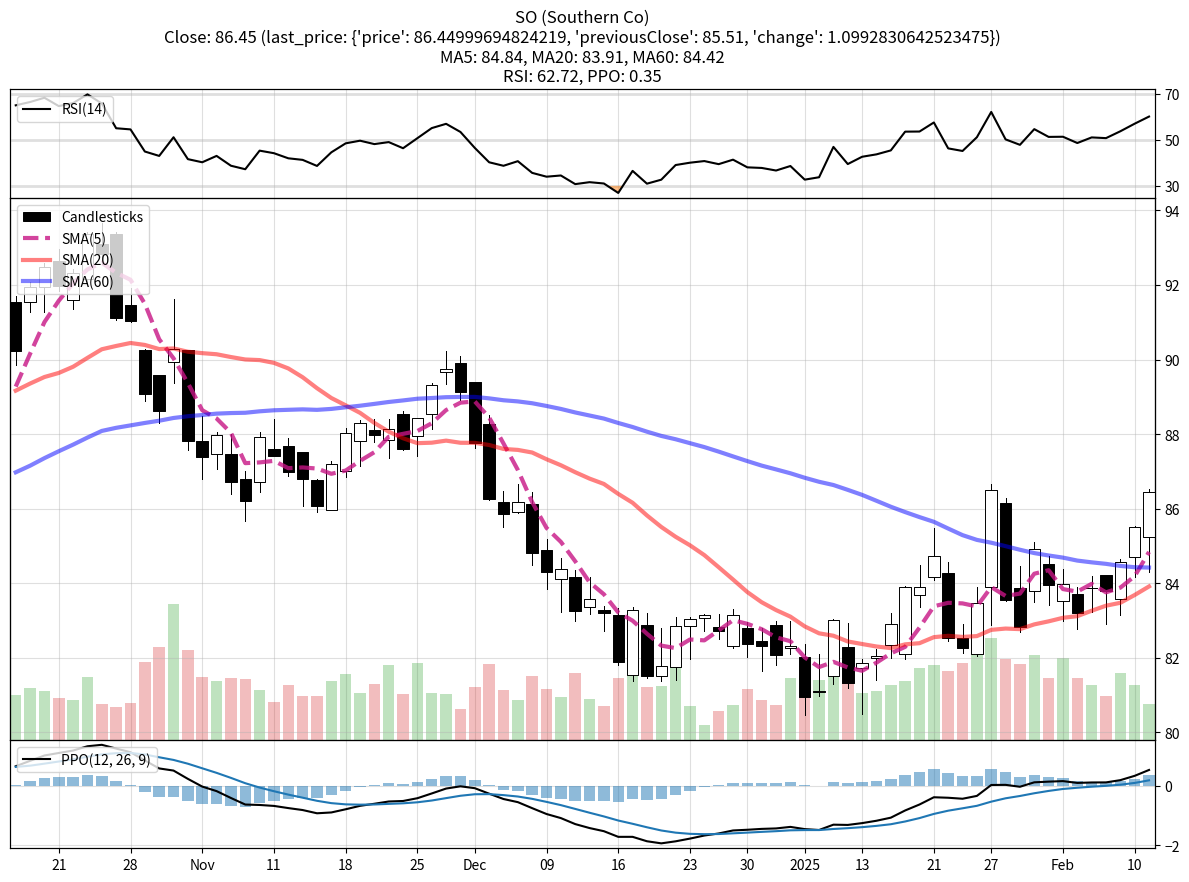 SO (Southern Co)
Close: 86.45 (last_price: {'price': 86.44999694824219, 'previousClose': 85.51, 'change': 1.0992830642523475})
MA5: 84.84, MA20: 83.91, MA60: 84.42
RSI: 62.72, PPO: 0.35
RSI(14)
70
50
30
Candlesticks
SMA(5)
SMA(20)
SMA(60)
94
92
90
88
86
84
82
80
PPO(12, 26, 9)
0
−2
21 28 Nov 11 18 25 Dec 09 16 23 30 2025 13 21 27 Feb 10